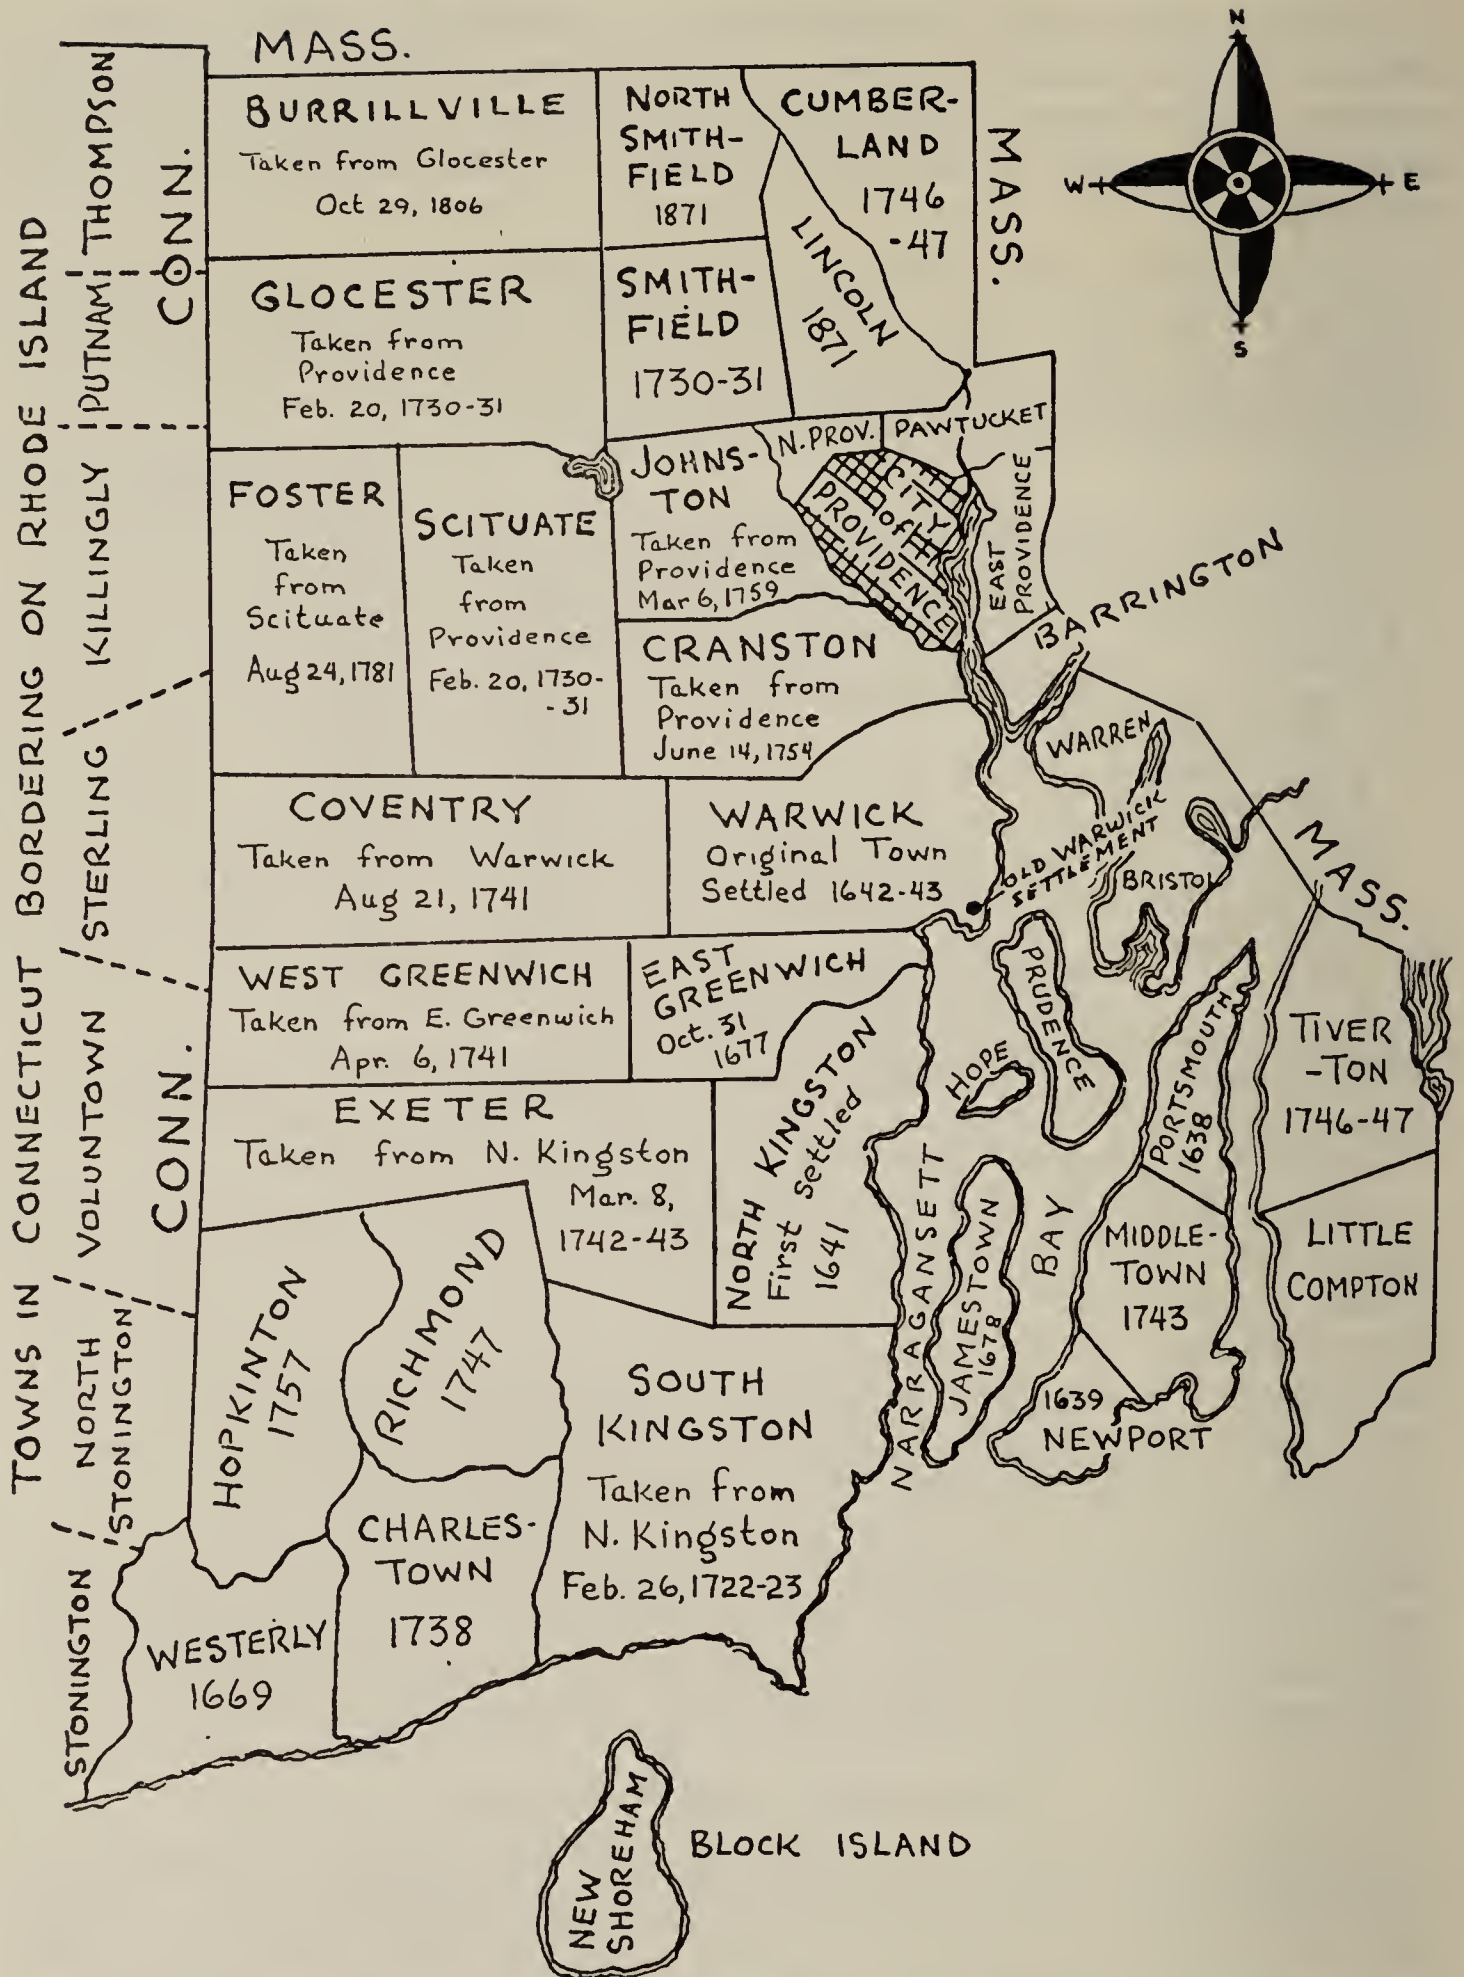 TOWNS IN CONNECTICUT BORDERING ON RHODE ISLAND
THOMPSON
PUTNAM
KILLINGLY
STERLING
VOLUNTOWN
NORTH
STONINGTON
STONINGTON
CONN.
CONN.
MASS.
MASS.
MASS.
N
W
E
S
BURRILLVILLE
Taken from Glocester
Oct 29, 1806
NORTH
SMITH-
FIELD
1871
CUMBER-
LAND
1746
-47
LINCOLN
1871
GLOCESTER
Taken from
Providence
Feb. 20, 1730-31
SMITH-
FIELD
1730-31
FOSTER
Taken
from
Scituate
Aug 24, 1781
SCITUATE
Taken
from
Providence
Feb. 20, 1730-
-31
JOHNS-
TON
Taken from
Providence
Mar 6, 1759
N. PROV.
PAWTUCKET
CITY
of
PROVIDENCE
EAST
PROVIDENCE
BARRINGTON
CRANSTON
Taken from
Providence
June 14, 1754
WARREN
COVENTRY
Taken from Warwick
Aug 21, 1741
WARWICK
Original Town
Settled 1642-43
OLD WARWICK
SETTLEMENT
BRISTOL
WEST GREENWICH
Taken from E. Greenwich
Apr. 6, 1741
EAST
GREENWICH
Oct. 31
1677
PRUDENCE
HOPE
PORTSMOUTH
1638
TIVER
-TON
1746-47
EXETER
Taken from N. Kingston
Mar. 8,
1742-43
NORTH KINGSTON
First Settled
1641
NARRAGANSETT
BAY
JAMESTOWN
1678
MIDDLE-
TOWN
1743
LITTLE
COMPTON
HOPKINTON
1757
RICHMOND
1747
SOUTH
KINGSTON
Taken from
N. Kingston
Feb. 26, 1722-23
1639
NEWPORT
CHARLES-
TOWN
1738
WESTERLY
1669
NEW
SHOREHAM
BLOCK ISLAND